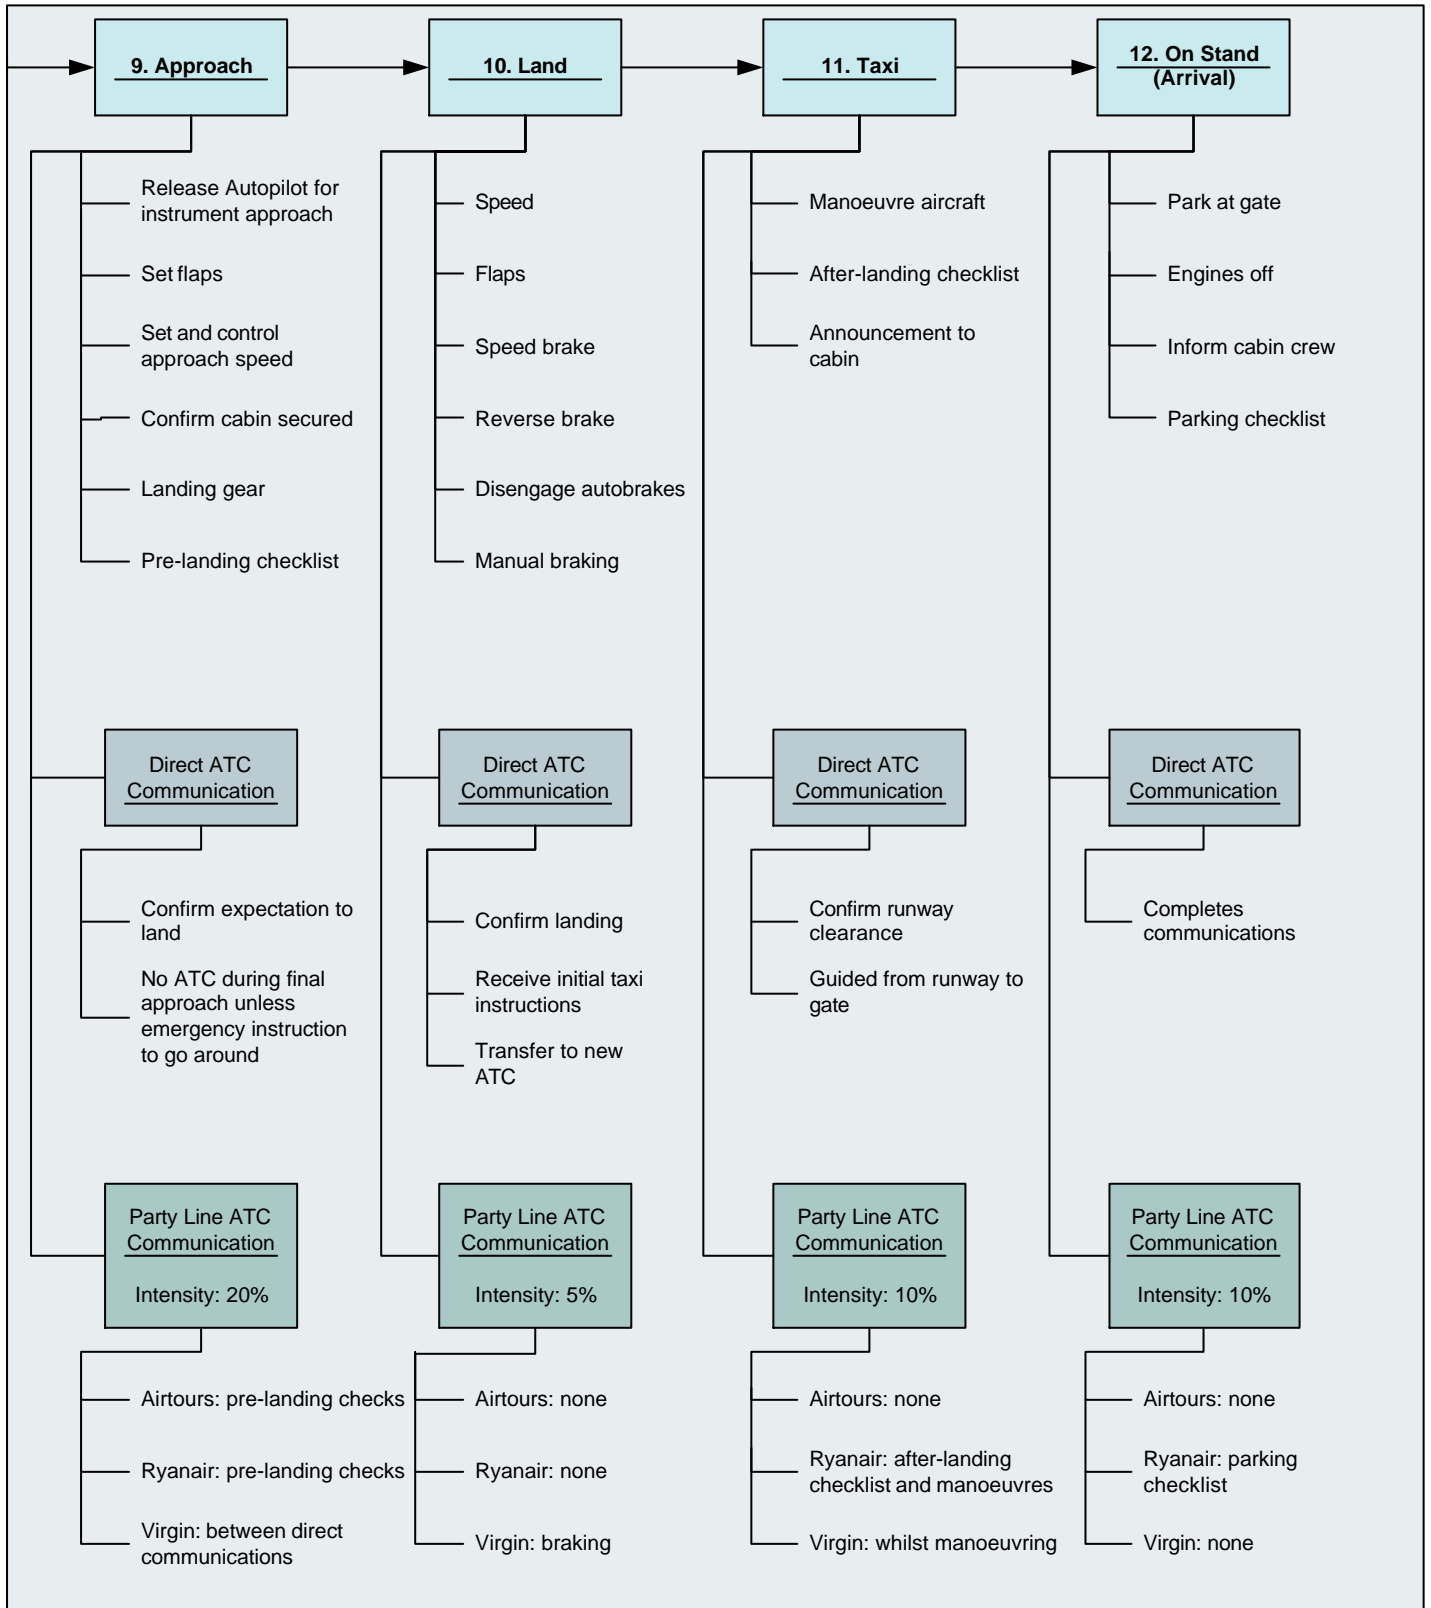 9. Approach
10. Land
11. Taxi
12. On Stand
(Arrival)
Release Autopilot for
instrument approach
Set flaps
Set and control
approach speed
Confirm cabin secured
Landing gear
Pre-landing checklist
Speed
Flaps
Speed brake
Reverse brake
Disengage autobrakes
Manual braking
Manoeuvre aircraft
After-landing checklist
Announcement to
cabin
Park at gate
Engines off
Inform cabin crew
Parking checklist
Direct ATC
Communication
Confirm expectation to
land
No ATC during final
approach unless
emergency instruction
to go around
Direct ATC
Communication
Confirm landing
Receive initial taxi
instructions
Transfer to new
ATC
Direct ATC
Communication
Confirm runway
clearance
Guided from runway to
gate
Direct ATC
Communication
Completes
communications
Party Line ATC
Communication
Intensity: 20%
Airtours: pre-landing checks
Ryanair: pre-landing checks
Virgin: between direct
communications
Party Line ATC
Communication
Intensity: 5%
Airtours: none
Ryanair: none
Virgin: braking
Party Line ATC
Communication
Intensity: 10%
Airtours: none
Ryanair: after-landing
checklist and manoeuvres
Virgin: whilst manoeuvring
Party Line ATC
Communication
Intensity: 10%
Airtours: none
Ryanair: parking
checklist
Virgin: none